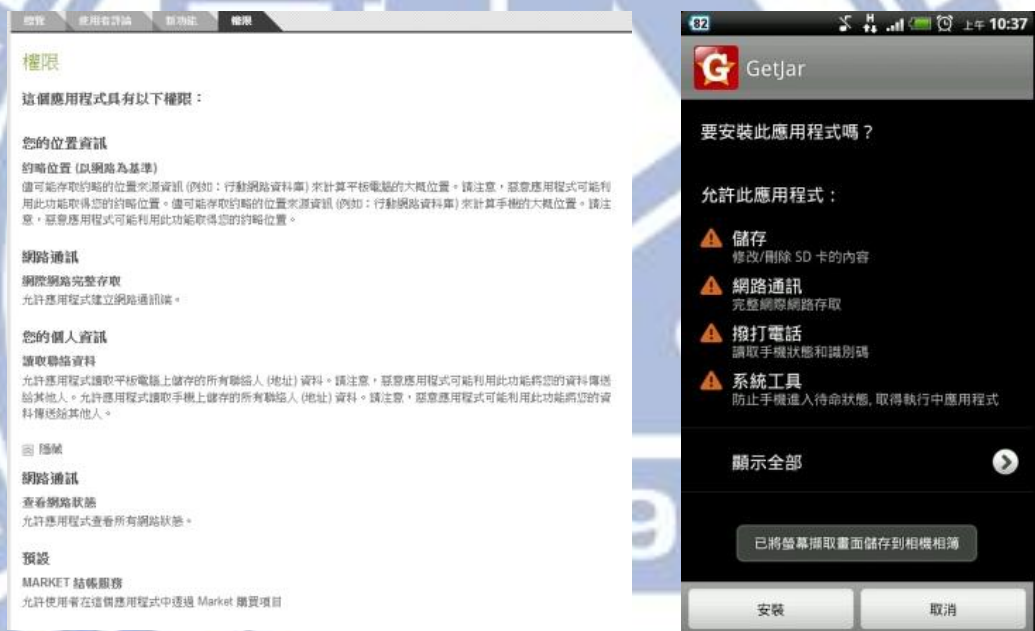 總覽 使用者評論 新功能 權限
權限
這個應用程式具有以下權限：
您的位置資訊
約略位置 (以網路為基準)
儘可能存取約略的位置來源資訊 (例如：行動網路資料庫) 來計算平板電腦的大概位置。請注意，惡意應用程式可能利
用此功能取得您的約略位置。儘可能存取約略的位置來源資訊 (例如：行動網路資料庫) 來計算手機的大概位置。請注
意，惡意應用程式可能利用此功能取得您的約略位置。
網路通訊
網際網路完整存取
允許應用程式建立網路通訊端。
您的個人資訊
讀取聯絡資料
允許應用程式讀取平板電腦上儲存的所有聯絡人 (地址) 資料。請注意，惡意應用程式可能利用此功能將您的資料傳送
給其他人。允許應用程式讀取手機上儲存的所有聯絡人 (地址) 資料。請注意，惡意應用程式可能利用此功能將您的資
料傳送給其他人。
隱藏
網路通訊
查看網路狀態
允許應用程式查看所有網路狀態。
預設
MARKET 結帳服務
允許使用者在這個應用程式中透過 Market 購買項目
82 H 上午 10:37
G GetJar
要安裝此應用程式嗎？
允許此應用程式：
儲存
修改/刪除 SD 卡的內容
網路通訊
完整網際網路存取
撥打電話
讀取手機狀態和識別碼
系統工具
防止手機進入待命狀態, 取得執行中應用程式
顯示全部
已將螢幕擷取畫面儲存到相機相簿
安裝 取消